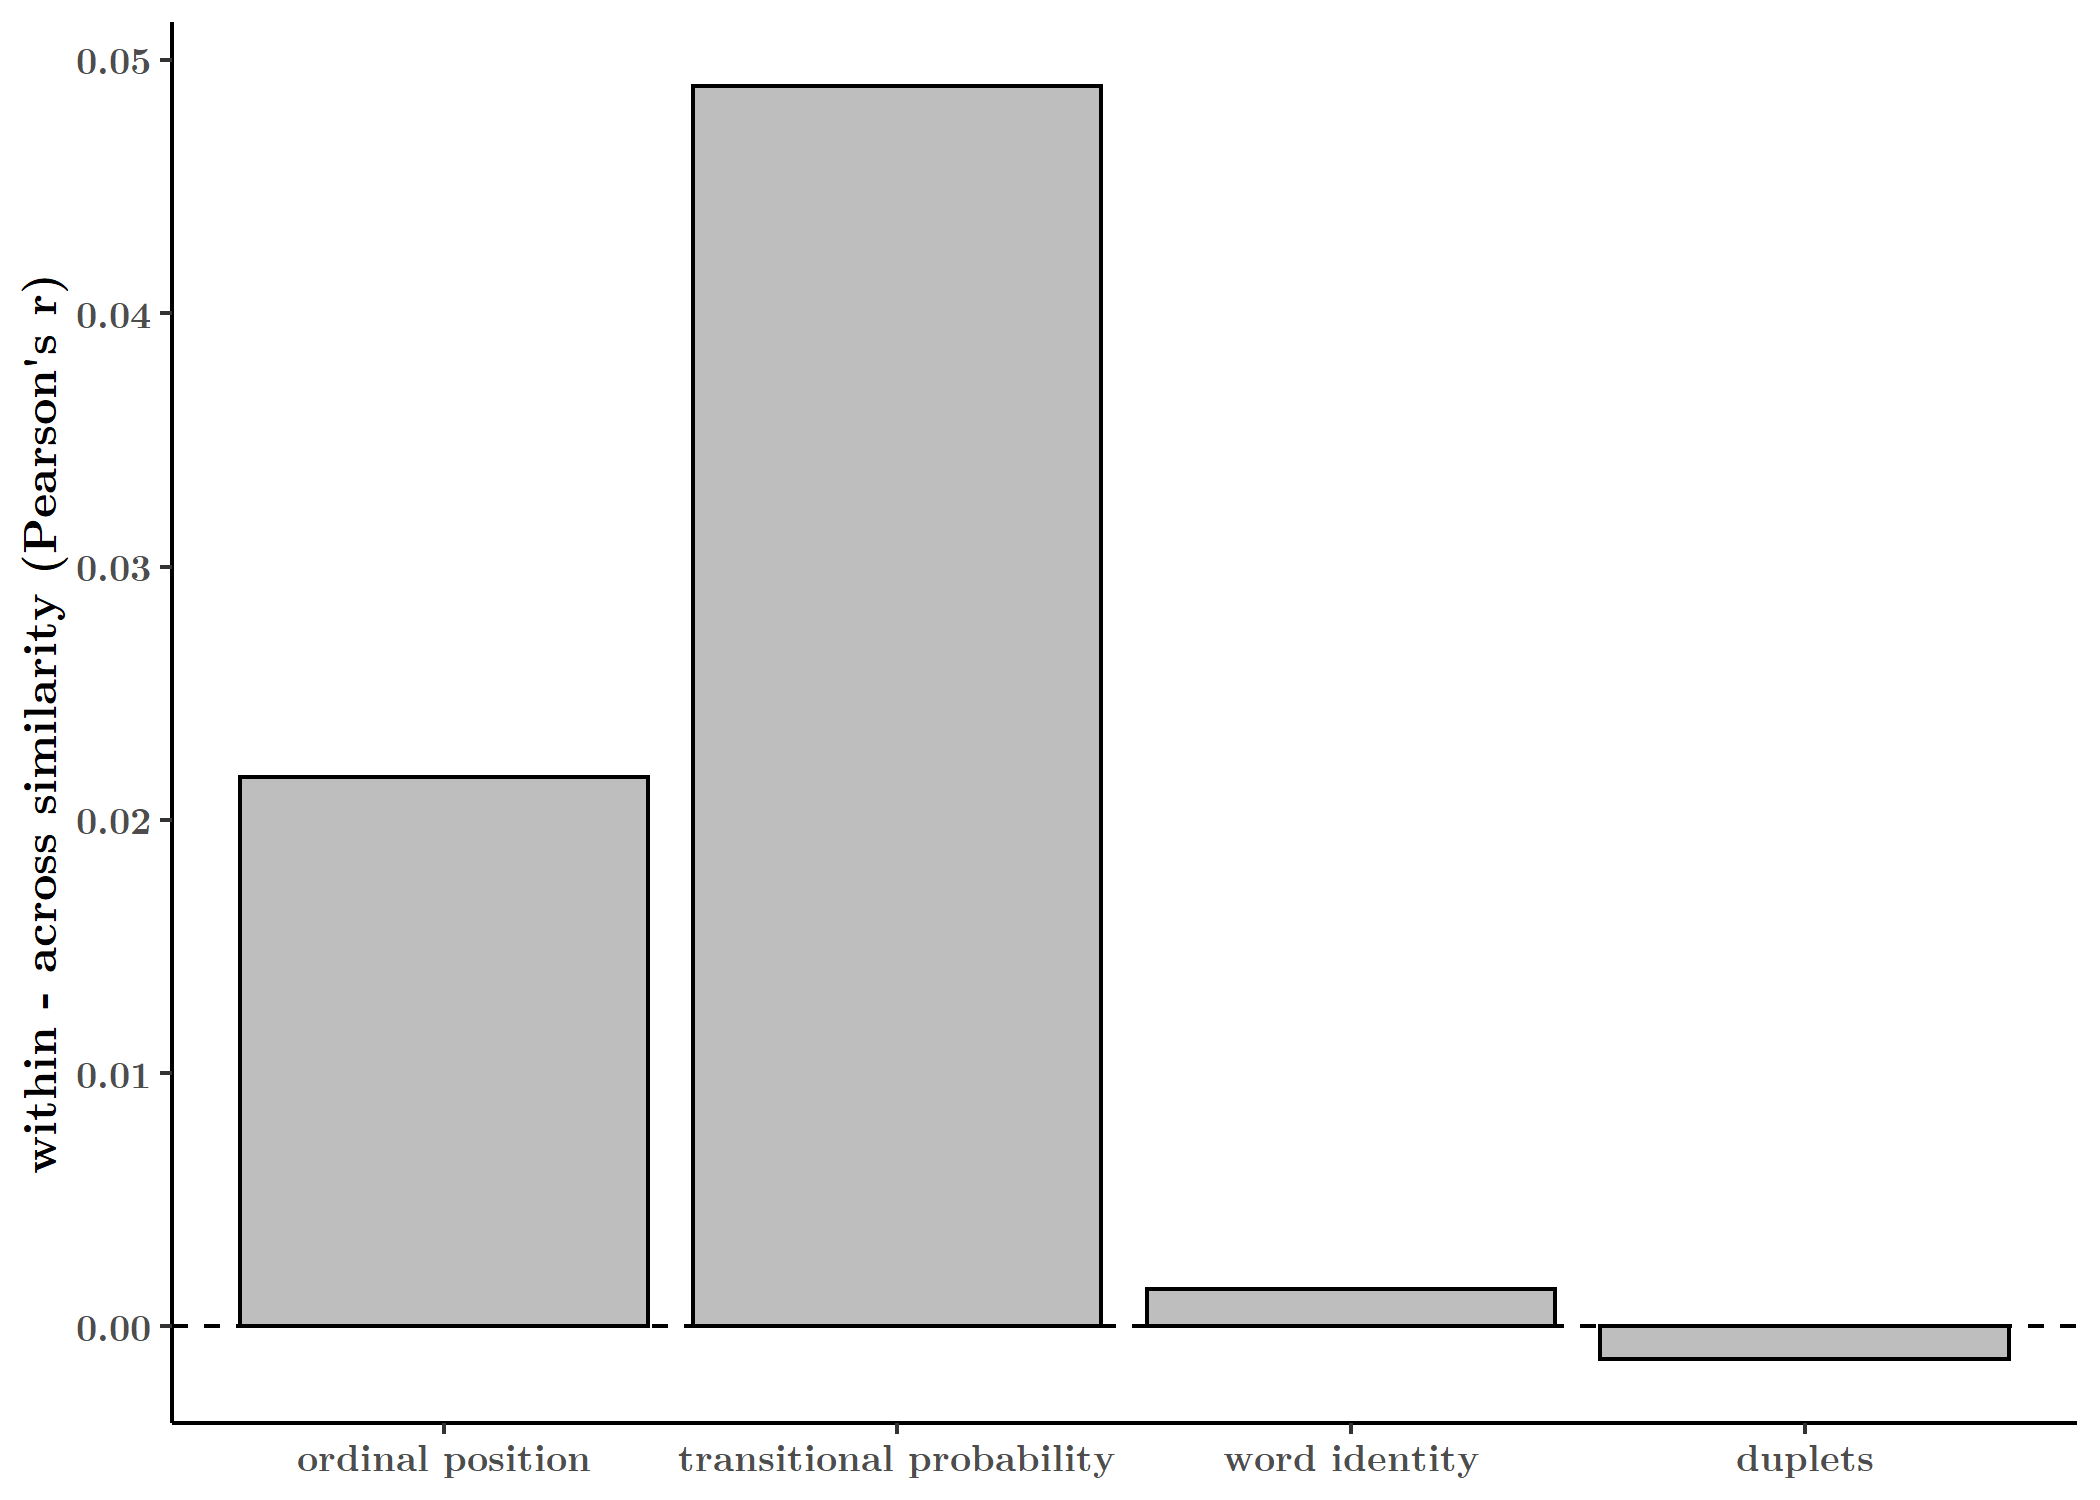 within - across similarity (Pearson's r)
0.05
0.04
0.03
0.02
0.01
0.00
ordinal position
transitional probability
word identity
duplets